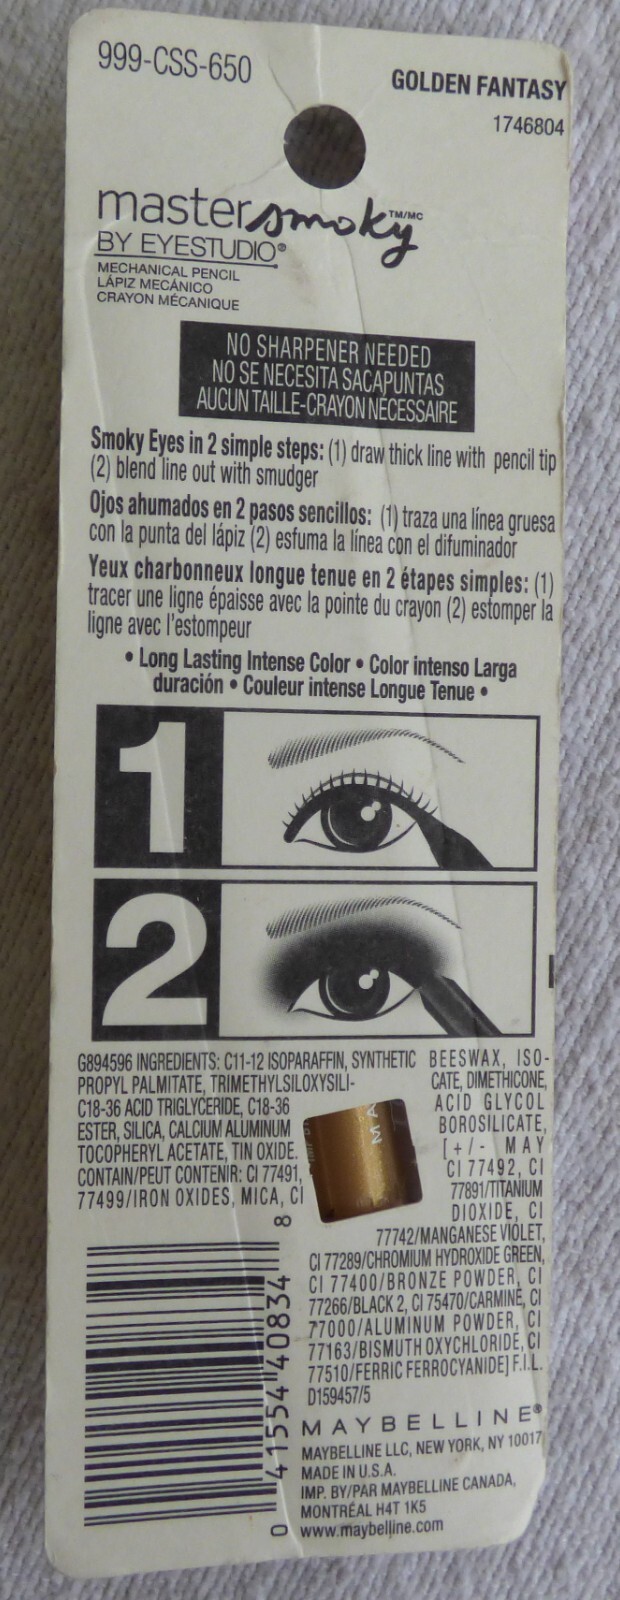 999-CSS-650
GOLDEN FANTASY
1746804
master smoky TM/MC
BY EYESTUDIO®
MECHANICAL PENCIL
LÁPIZ MECÁNICO
CRAYON MÉCANIQUE
NO SHARPENER NEEDED
NO SE NECESITA SACAPUNTAS
AUCUN TAILLE-CRAYON NÉCESSAIRE
Smoky Eyes in 2 simple steps: (1) draw thick line with pencil tip
(2) blend line out with smudger
Ojos ahumados en 2 pasos sencillos: (1) traza una línea gruesa
con la punta del lápiz (2) esfuma la línea con el difuminador
Yeux charbonneux longue tenue en 2 étapes simples: (1)
tracer une ligne épaisse avec la pointe du crayon (2) estomper la
ligne avec l'estompeur
• Long Lasting Intense Color • Color intenso Larga
duración • Couleur intense Longue Tenue •
1
2
G894596 INGREDIENTS: C11-12 ISOPARAFFIN, SYNTHETIC BEESWAX, ISO-
PROPYL PALMITATE, TRIMETHYLSILOXYSILI- CATE, DIMETHICONE,
C18-36 ACID TRIGLYCERIDE, C18-36 ACID GLYCOL
ESTER, SILICA, CALCIUM ALUMINUM BOROSILICATE,
TOCOPHERYL ACETATE, TIN OXIDE. [+/- MAY
CONTAIN/PEUT CONTENIR: CI 77491, CI 77492, CI
77499/IRON OXIDES, MICA, CI 77891/TITANIUM
DIOXIDE, CI
77742/MANGANESE VIOLET,
CI 77289/CHROMIUM HYDROXIDE GREEN,
CI 77400/BRONZE POWDER, CI
77266/BLACK 2, CI 75470/CARMINE, CI
77000/ALUMINUM POWDER, CI
77163/BISMUTH OXYCHLORIDE, CI
77510/FERRIC FERROCYANIDE] F.I.L.
D159457/5
MA
0 41554 40834 8
MAYBELLINE®
MAYBELLINE LLC, NEW YORK, NY 10017
MADE IN U.S.A.
IMP. BY/PAR MAYBELLINE CANADA,
MONTRÉAL H4T 1K5
www.maybelline.com